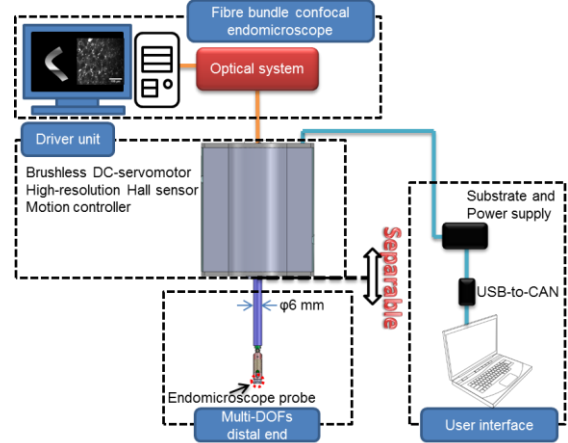 Fibre bundle confocal
endomicroscope
Optical system
Driver unit
Brushless DC-servomotor
High-resolution Hall sensor
Motion controller
Substrate and
Power supply
Separable
USB-to-CAN
φ6 mm
Endomicroscope probe
Multi-DOFs
distal end
User interface